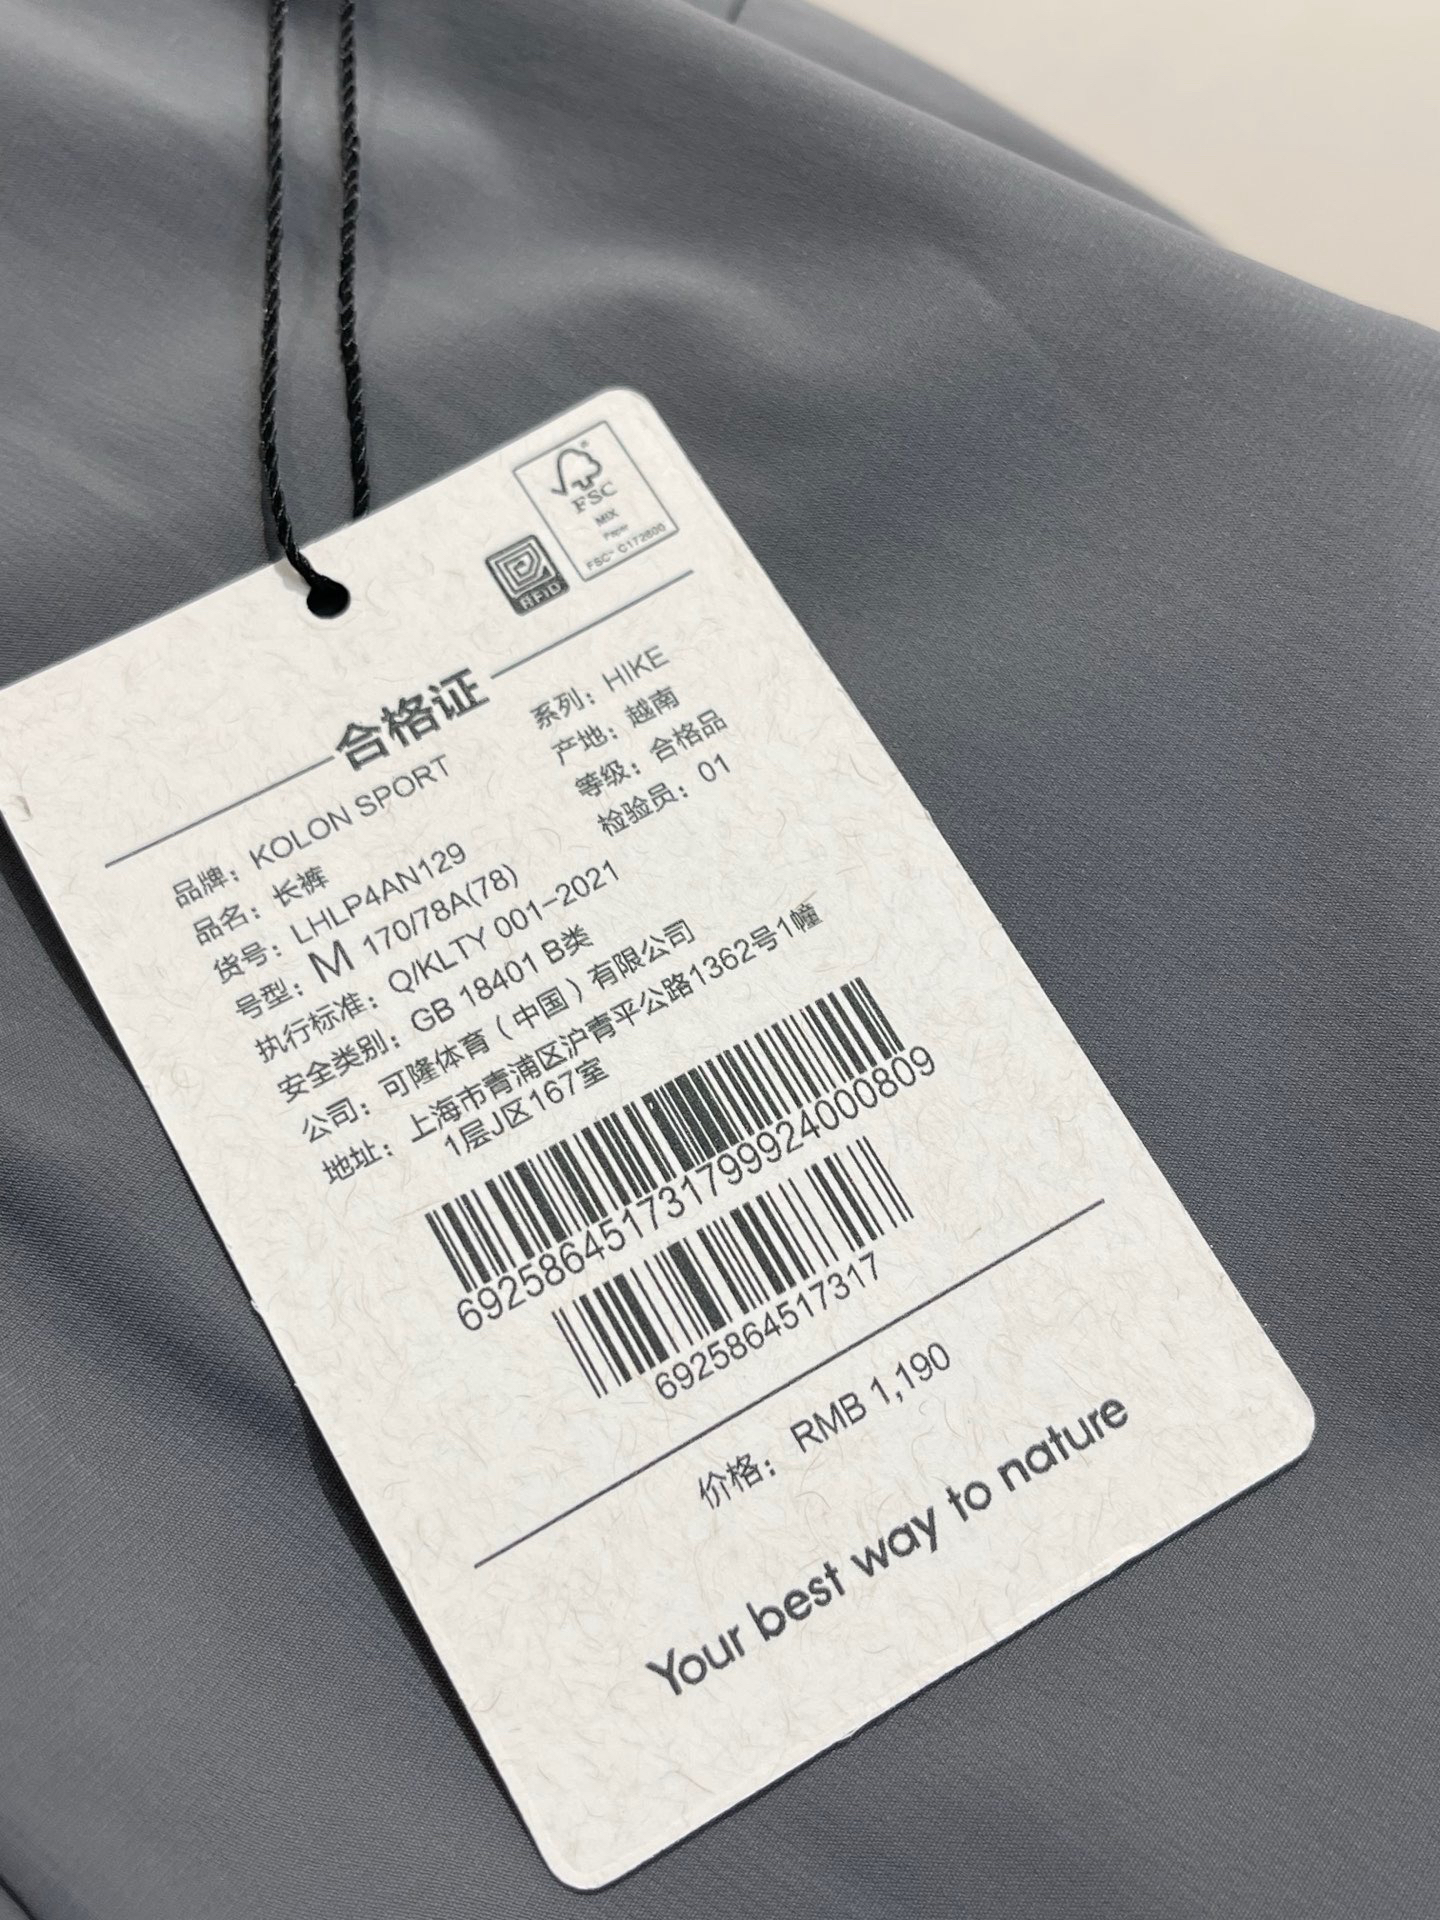 FSC
MIX
Paper
FSC™ C172600
RFID
合格证
品牌：KOLON SPORT
系列：HIKE
品名：长裤
产地：越南
货号：LHLP4AN129
等级：合格品
号型：M 170/78A(78)
检验员：01
执行标准：Q/KLTY 001-2021
安全类别：GB 18401 B类
公司：可隆体育（中国）有限公司
地址：上海市青浦区沪青平公路1362号1幢
1层J区167室
692586451731799924000809
6925864517317
价格：RMB 1,190
Your best way to nature